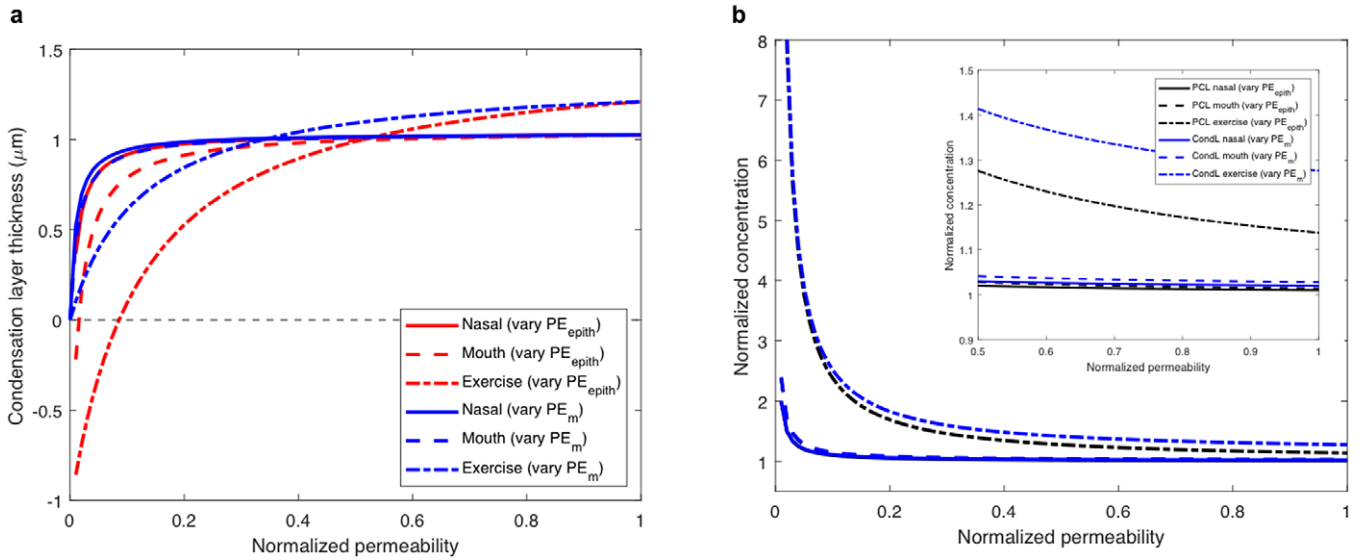 a
1.5
1
0.5
0
-0.5
-1
Condensation layer thickness (μm)
0
0.2
0.4
0.6
0.8
1
Normalized permeability
Nasal (vary PE_epith)
Mouth (vary PE_epith)
Exercise (vary PE_epith)
Nasal (vary PE_m)
Mouth (vary PE_m)
Exercise (vary PE_m)
b
8
7
6
5
4
3
2
1
Normalized concentration
0
0.2
0.4
0.6
0.8
1
Normalized permeability
1.5
1.4
1.3
1.2
1.1
1
0.9
Normalized concentration
0.5
0.6
0.7
0.8
0.9
1
Normalized permeability
PCL nasal (vary PE_epith)
PCL mouth (vary PE_epith)
PCL exercise (vary PE_epith)
CondL nasal (vary PE_m)
CondL mouth (vary PE_m)
CondL exercise (vary PE_m)